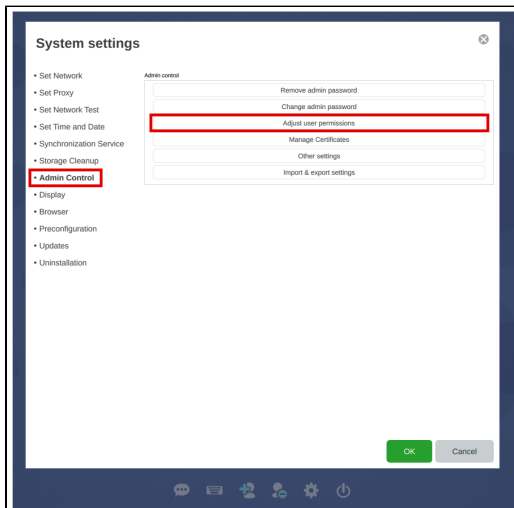 System settings
• Set Network
• Set Proxy
• Set Network Test
• Set Time and Date
• Synchronization Service
• Storage Cleanup
• Admin Control
• Display
• Browser
• Preconfiguration
• Updates
• Uninstallation
Admin control
Remove admin password
Change admin password
Adjust user permissions
Manage Certificates
Other settings
Import & export settings
OK
Cancel